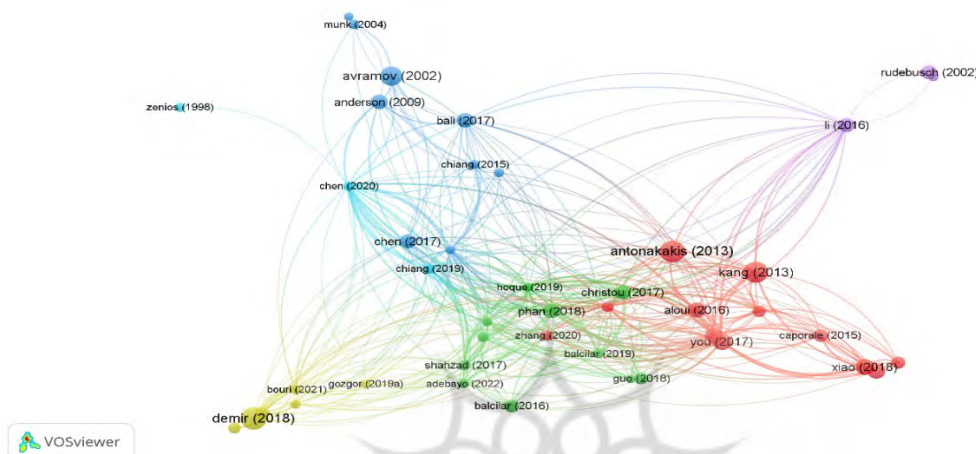 munk (2004)
avramov (2002)
rudebusch (2002)
anderson (2009)
zenios (1998)
bali (2017)
li (2016)
chiang (2015)
chen (2020)
chen (2017)
antonakakis (2013)
chiang (2019)
kang (2013)
hoque (2019)
christou (2017)
phan (2018)
aloui (2016)
zhang (2020)
you (2017)
caporale (2015)
balcilar (2019)
shahzad (2017)
xiao (2018)
guo (2018)
gozgor (2019a)
adebayo (2022)
bouri (2021)
balcilar (2016)
demir (2018)
VOSviewer